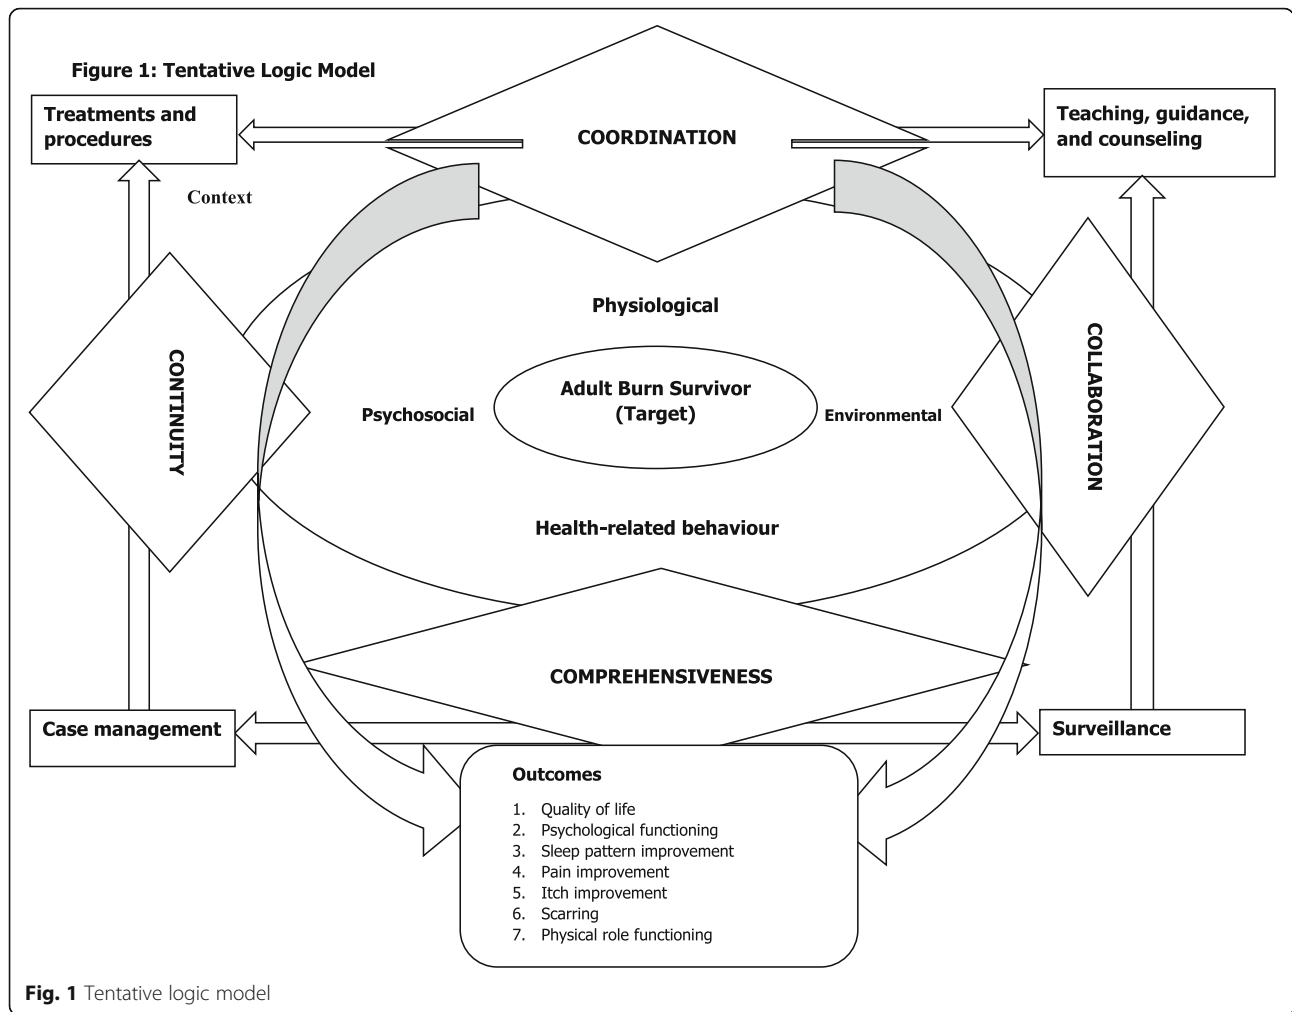 Figure 1: Tentative Logic Model
Treatments and
procedures
COORDINATION
Teaching, guidance,
and counseling
Context
Physiological
CONTINUITY
Psychosocial
Adult Burn Survivor
(Target)
Environmental
COLLABORATION
Health-related behaviour
COMPREHENSIVENESS
Case management
Surveillance
Outcomes
1. Quality of life
2. Psychological functioning
3. Sleep pattern improvement
4. Pain improvement
5. Itch improvement
6. Scarring
7. Physical role functioning
Fig. 1 Tentative logic model